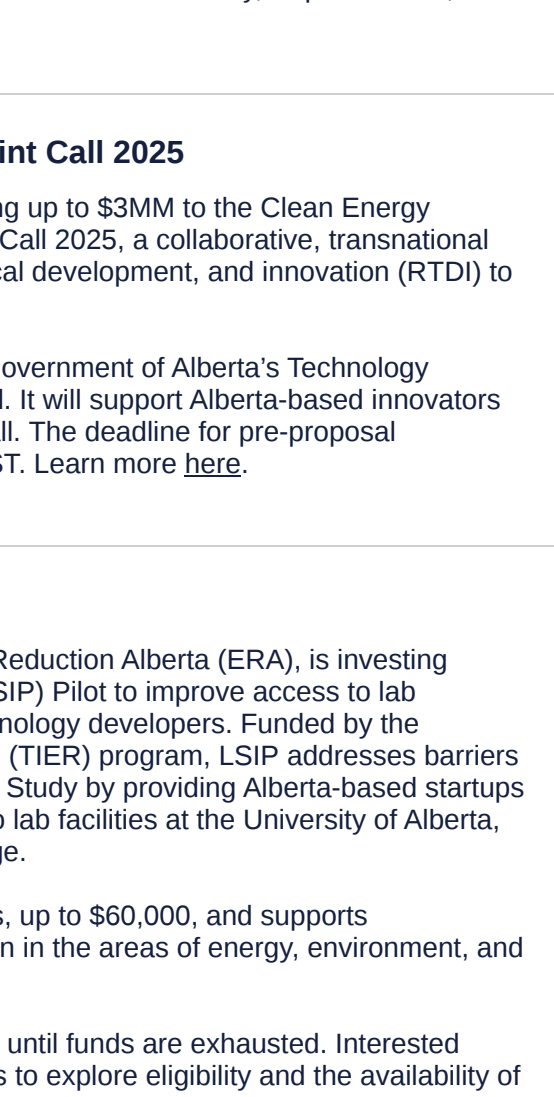 int Call 2025
ng up to $3MM to the Clean Energy
Call 2025, a collaborative, transnational
cal development, and innovation (RTDI) to
overnment of Alberta’s Technology
l. It will support Alberta-based innovators
ll. The deadline for pre-proposal
ST. Learn more here.
Reduction Alberta (ERA), is investing
SIP) Pilot to improve access to lab
nology developers. Funded by the
(TIER) program, LSIP addresses barriers
Study by providing Alberta-based startups
o lab facilities at the University of Alberta,
ge.
s, up to $60,000, and supports
n in the areas of energy, environment, and
until funds are exhausted. Interested
s to explore eligibility and the availability of